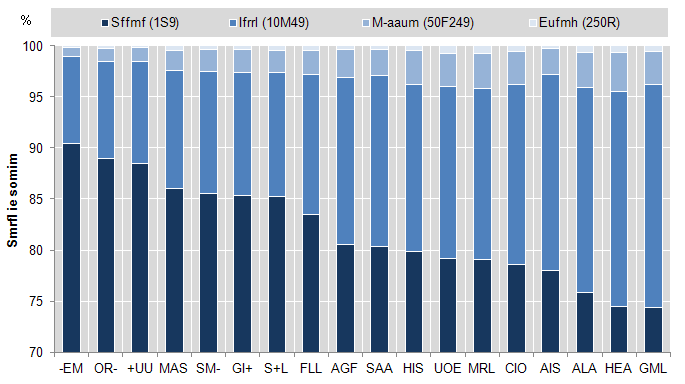 %
Sffmf (1S9) Ifrrl (10M49) M-aaum (50F249) Eufmh (250R)
100
95
90
85
80
75
70
Smrfl ie somim
-EM OR- +UU MAS SM- GI+ S+L FLL AGF SAA HIS UOE MRL CIO AIS ALA HEA GML